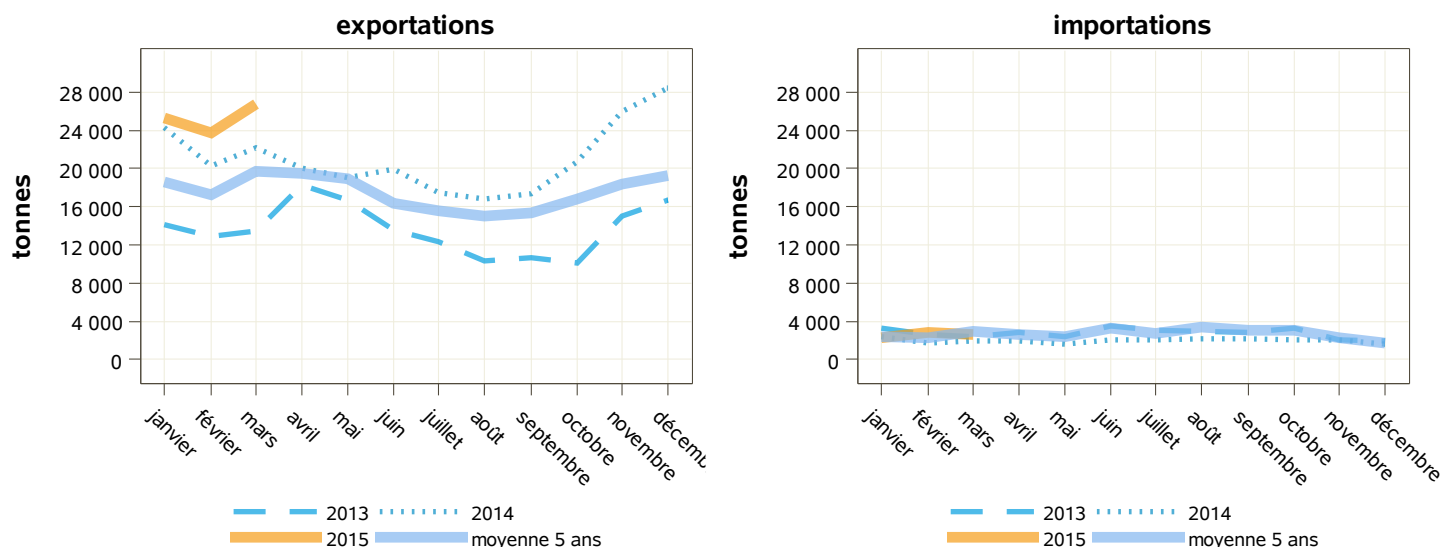 exportations
tonnes
28 000
24 000
20 000
16 000
12 000
8 000
4 000
0
janvier
février
mars
avril
mai
juin
juillet
août
septembre
octobre
novembre
décemb
2013
2014
2015
moyenne 5 ans
importations
tonnes
28 000
24 000
20 000
16 000
12 000
8 000
4 000
0
janvier
février
mars
avril
mai
juin
juillet
août
septembre
octobre
novembre
décembre
2013
2014
2015
moyenne 5 ans